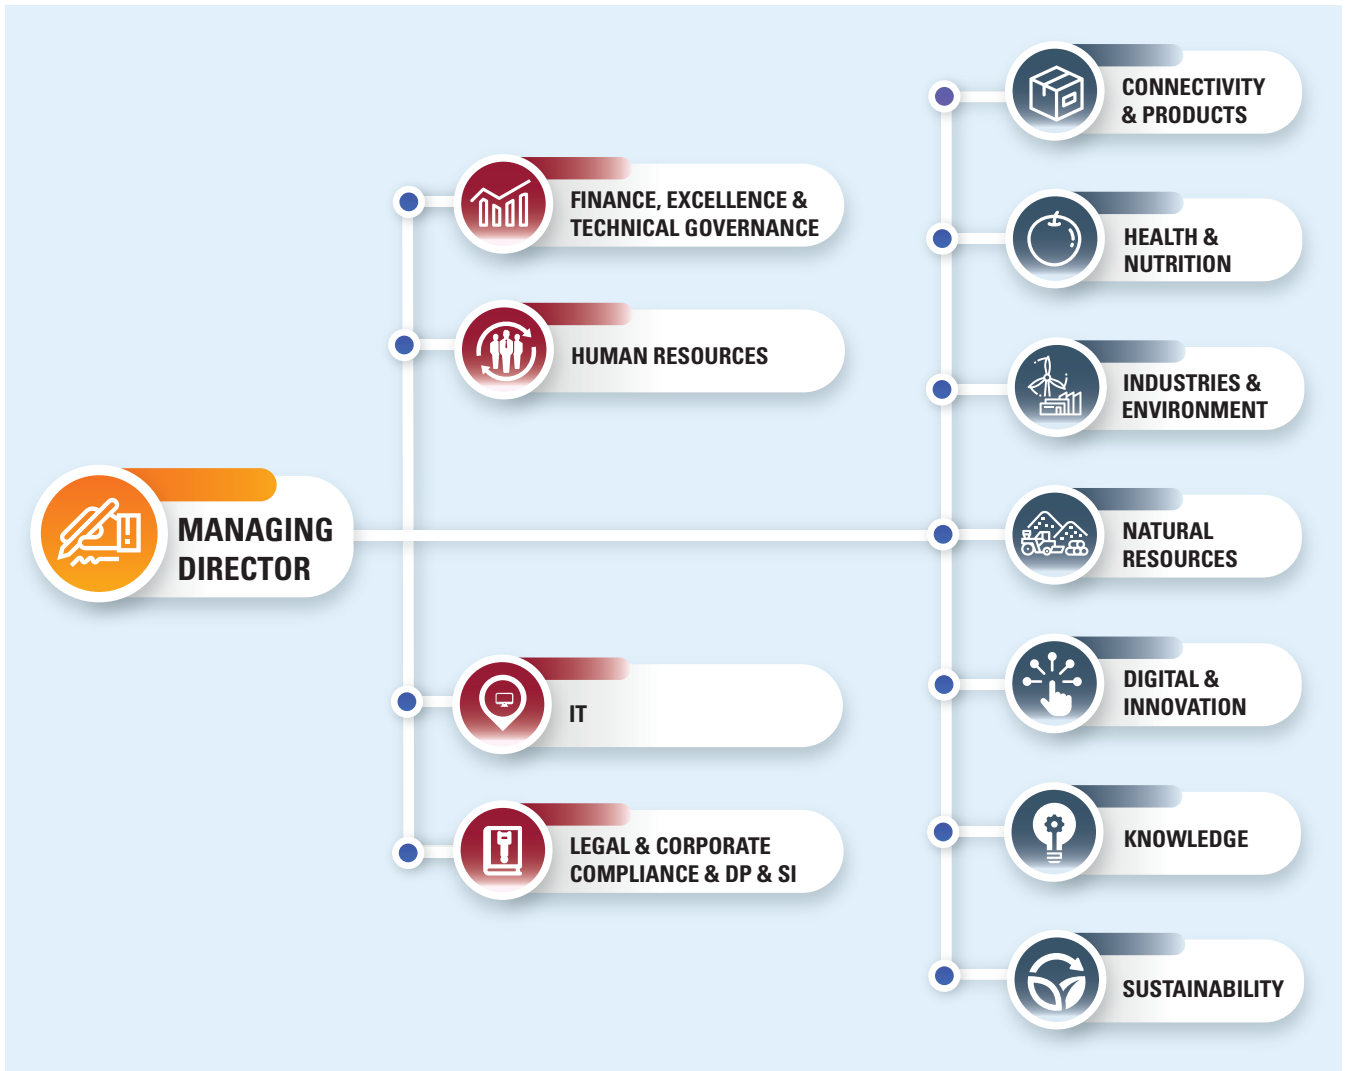 MANAGING
DIRECTOR
FINANCE, EXCELLENCE &
TECHNICAL GOVERNANCE
HUMAN RESOURCES
IT
LEGAL & CORPORATE
COMPLIANCE & DP & SI
CONNECTIVITY
& PRODUCTS
HEALTH &
NUTRITION
INDUSTRIES &
ENVIRONMENT
NATURAL
RESOURCES
DIGITAL &
INNOVATION
KNOWLEDGE
SUSTAINABILITY